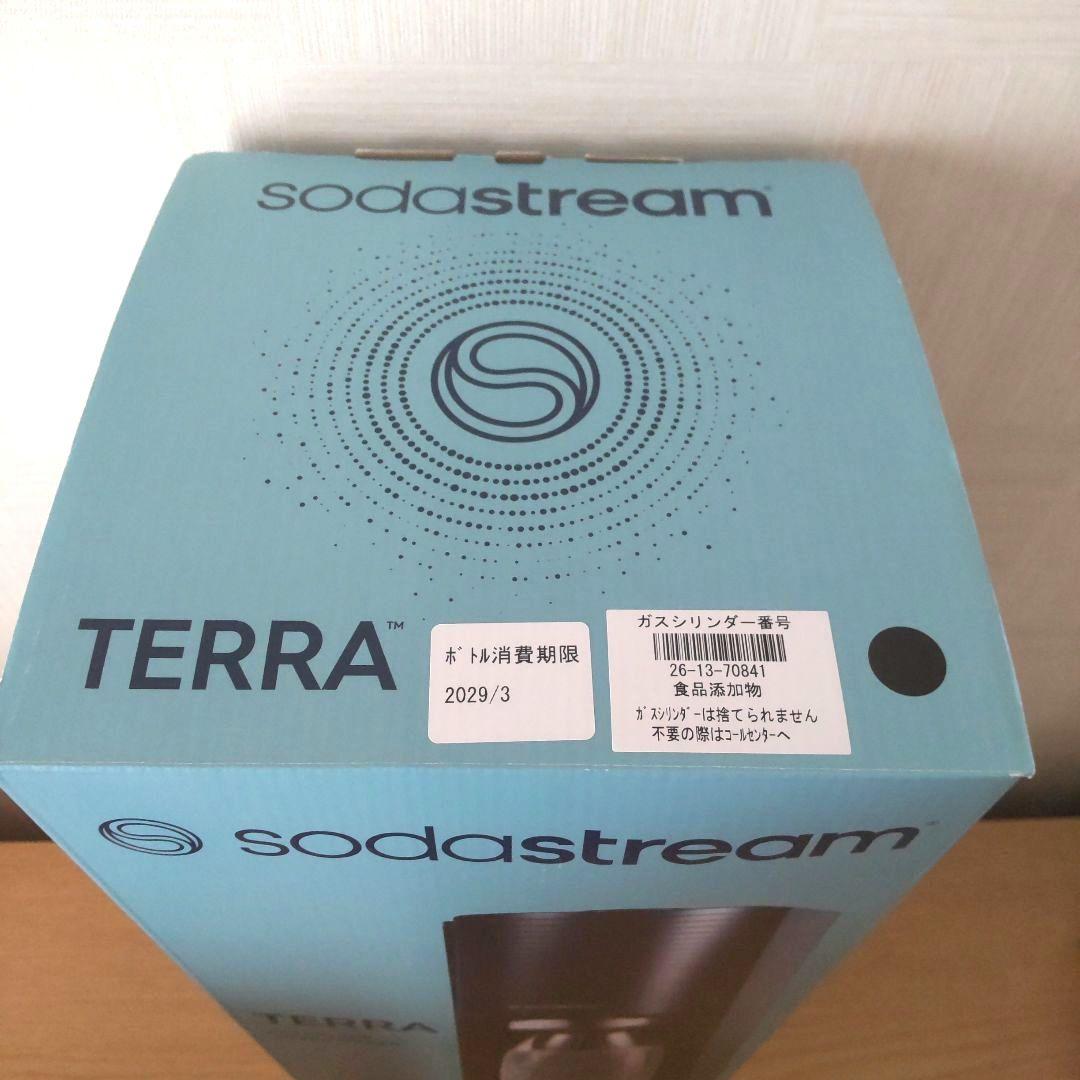 sodastream
TERRA™
ﾎﾞﾄﾙ消費期限
2029/3
ガスシリンダー番号
26-13-70841
食品添加物
ｶﾞｽｼﾘﾝﾀﾞｰは捨てられません
不要の際はｺｰﾙｾﾝﾀｰへ
sodastream
TERRA